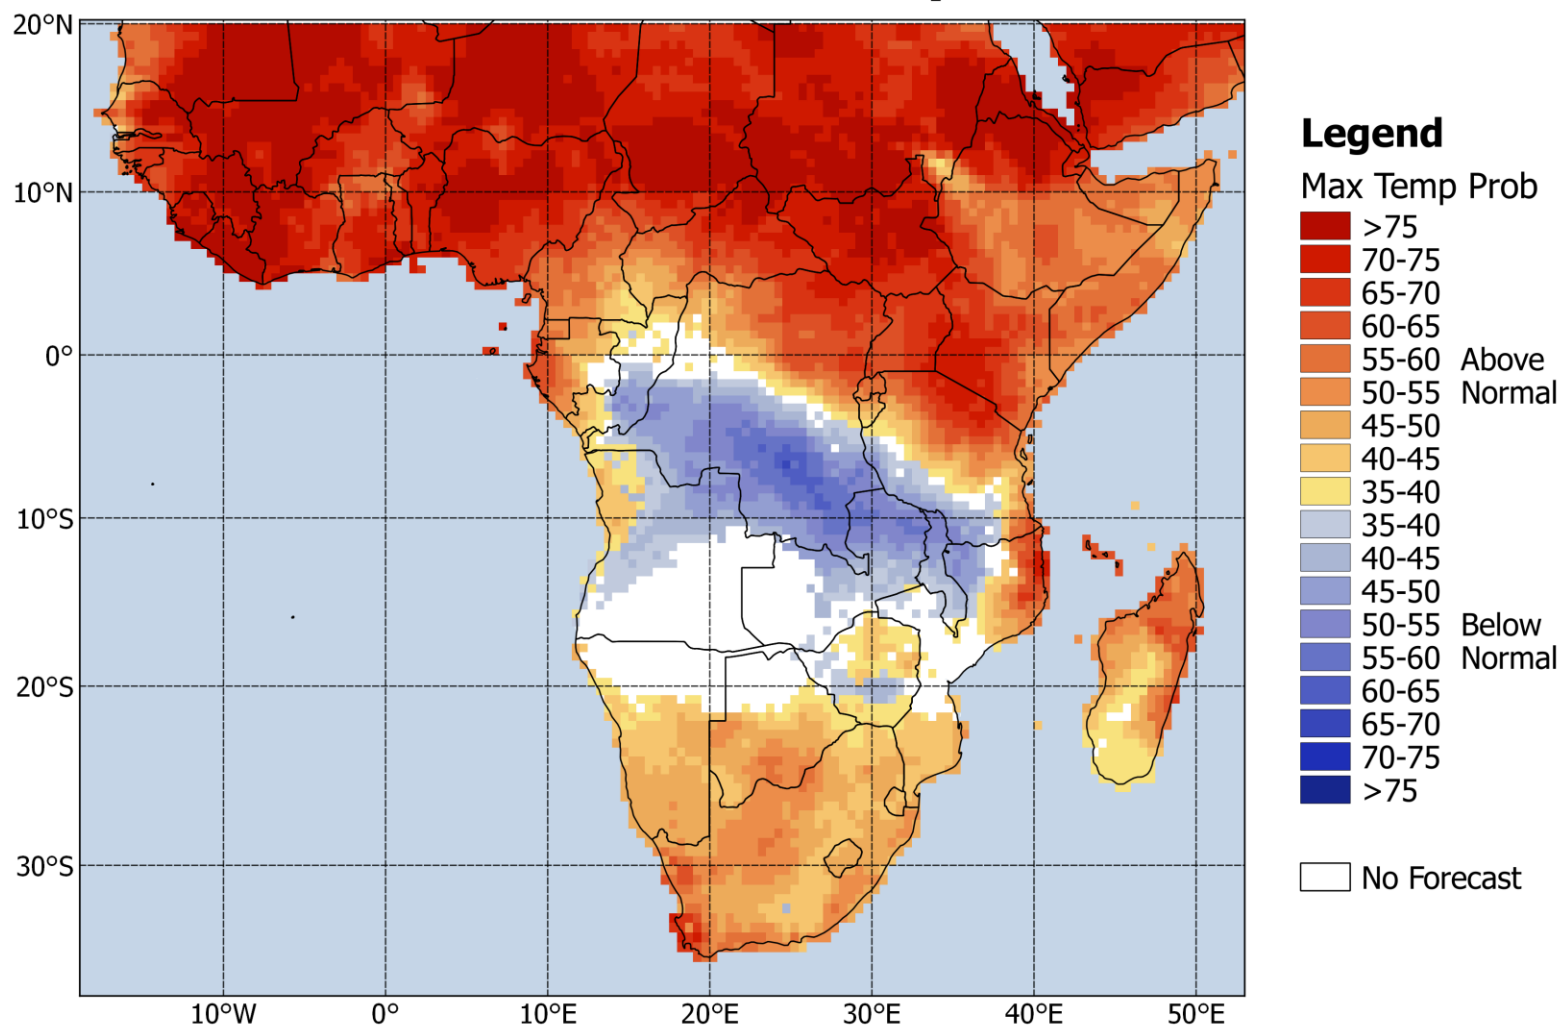 20°N
10°N
0°
10°S
20°S
30°S
10°W
0°
10°E
20°E
30°E
40°E
50°E
Legend
Max Temp Prob
>75
70-75
65-70
60-65
55-60 Above
50-55 Normal
45-50
40-45
35-40
35-40
40-45
45-50
50-55 Below
55-60 Normal
60-65
65-70
70-75
>75
No Forecast